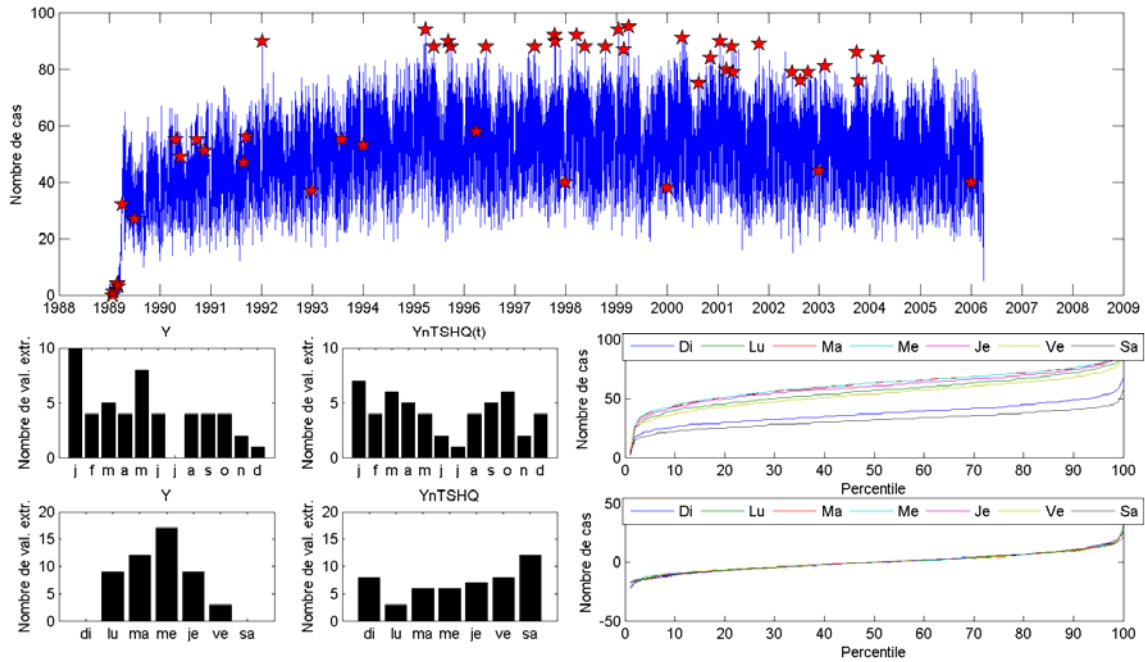 Nombre de cas
100
80
60
40
20
0
1988 1989 1990 1991 1992 1993 1994 1995 1996 1997 1998 1999 2000 2001 2002 2003 2004 2005 2006 2007 2008 2009
Y
Nombre de val. extr.
10
5
0
j f m a m j j a s o n d
YnTSHQ(t)
Nombre de val. extr.
10
5
0
j f m a m j j a s o n d
Di Lu Ma Me Je Ve Sa
Nombre de cas
100
50
0
0 10 20 30 40 50 60 70 80 90 100
Percentile
Y
Nombre de val. extr.
20
15
10
5
0
di lu ma me je ve sa
YnTSHQ
Nombre de val. extr.
20
15
10
5
0
di lu ma me je ve sa
Di Lu Ma Me Je Ve Sa
Nombre de cas
50
0
-50
0 10 20 30 40 50 60 70 80 90 100
Percentile